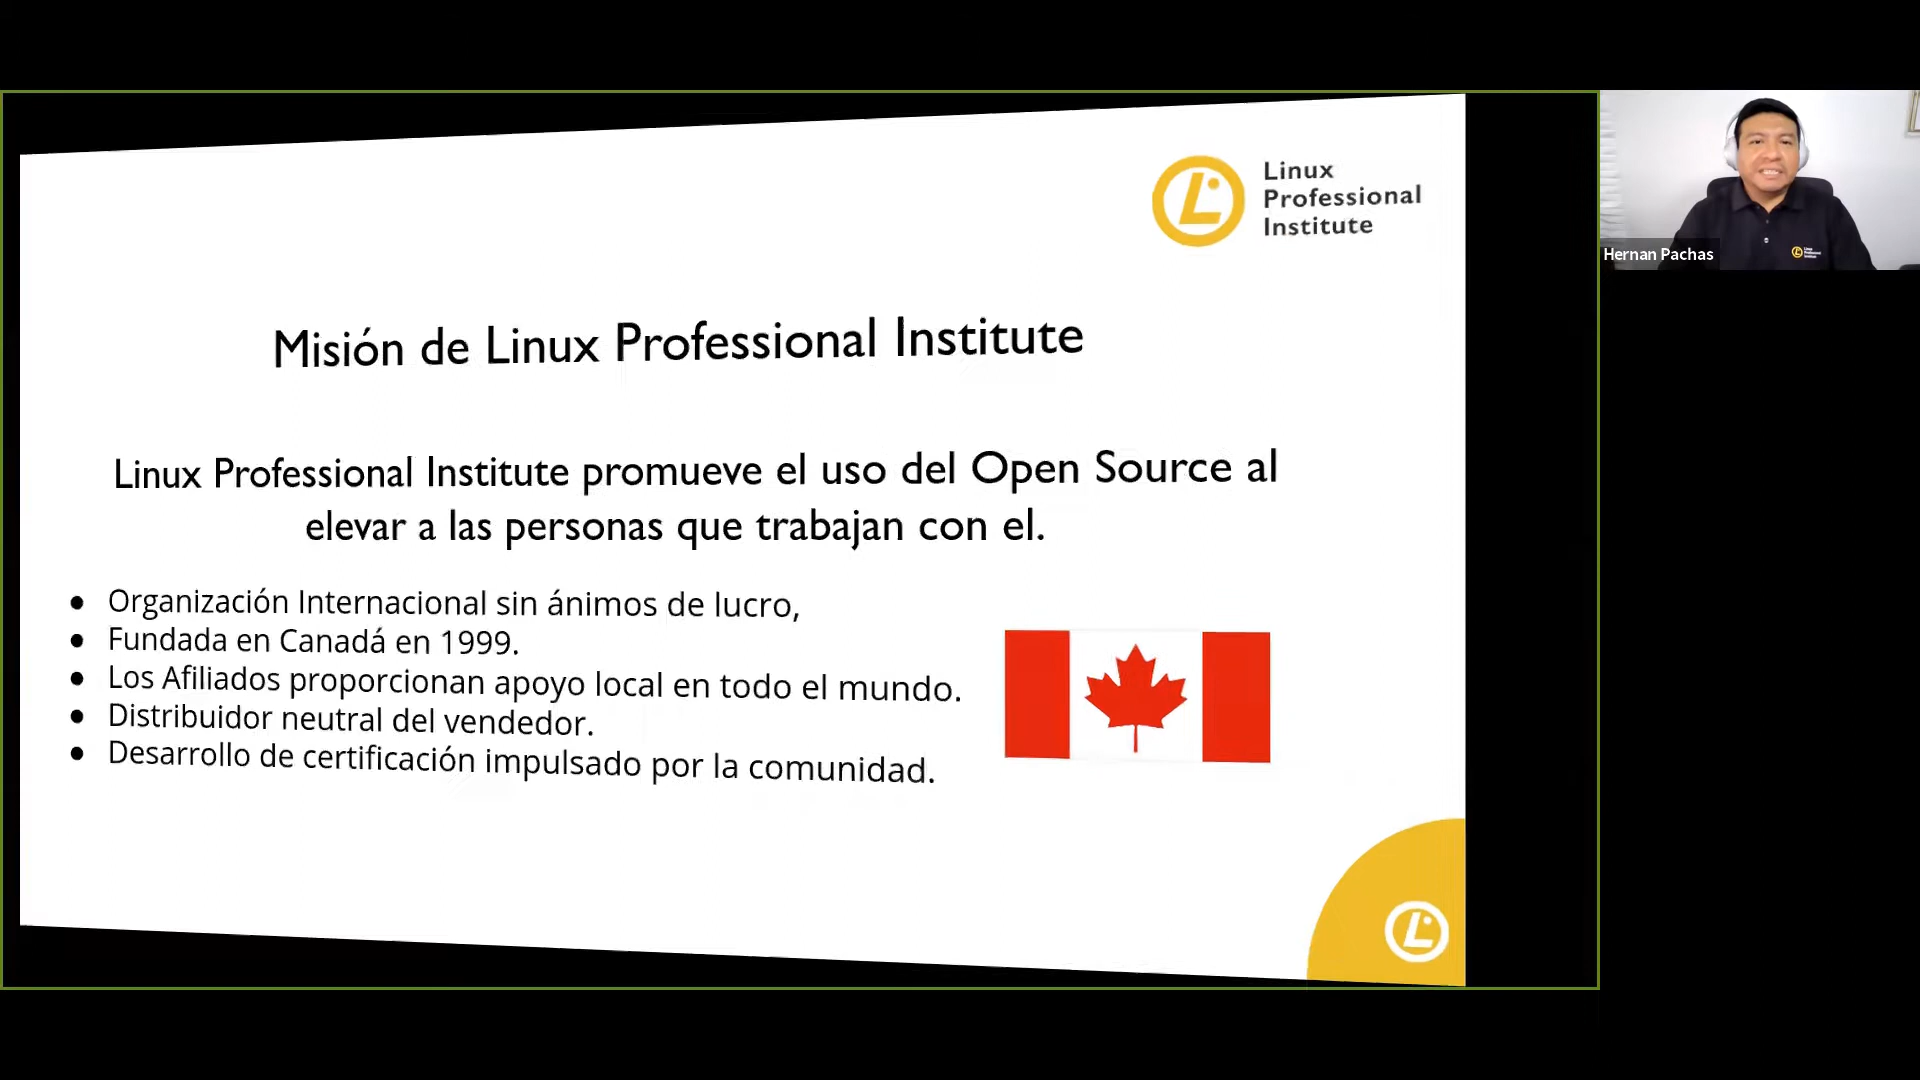 Linux
Professional
Institute
Misión de Linux Professional Institute
Linux Professional Institute promueve el uso del Open Source al
elevar a las personas que trabajan con el.
Organización Internacional sin ánimos de lucro,
Fundada en Canadá en 1999.
Los Afiliados proporcionan apoyo local en todo el mundo.
Distribuidor neutral del vendedor.
Desarrollo de certificación impulsado por la comunidad.
Hernan Pachas